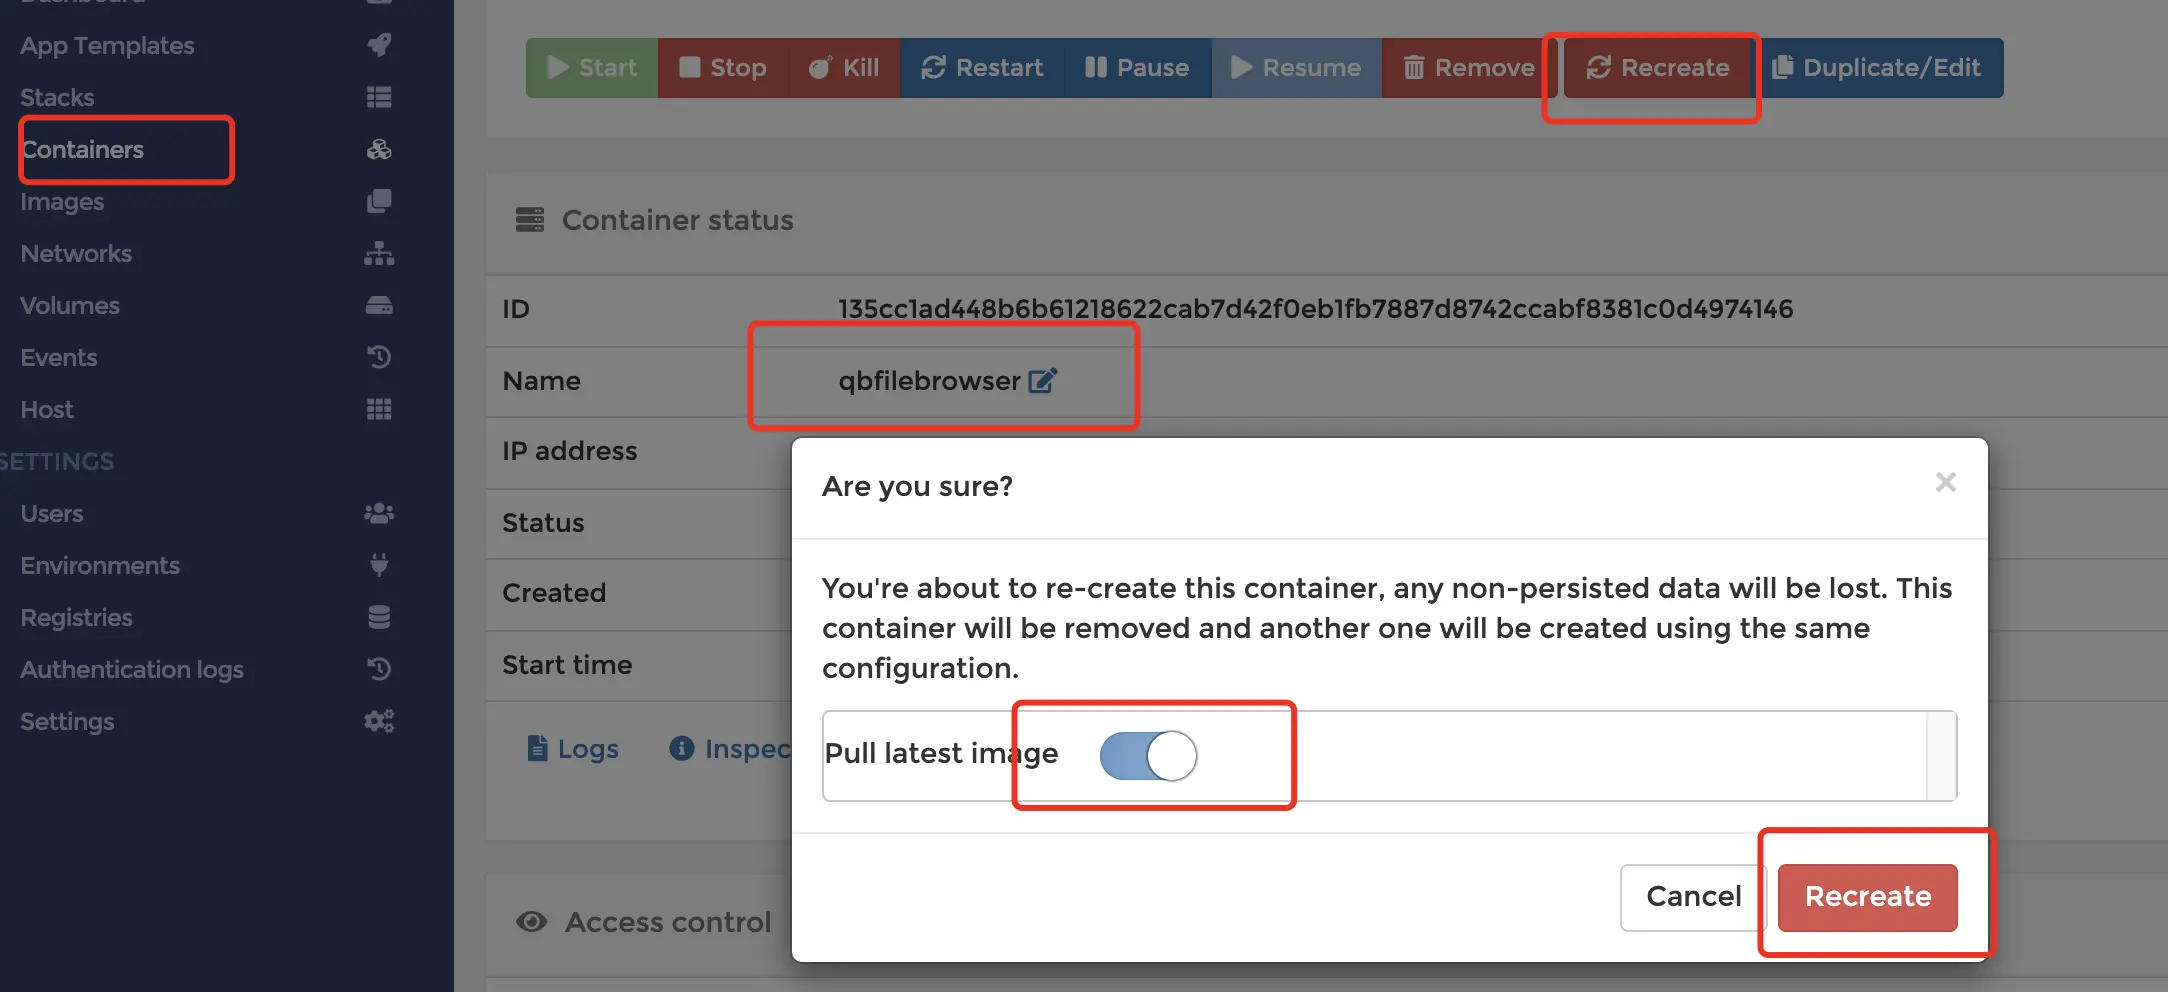 Dashboard
App Templates
Stacks
Containers
Images
Networks
Volumes
Events
Host
SETTINGS
Users
Environments
Registries
Authentication logs
Settings
Start Stop Kill Restart Pause Resume Remove Recreate Duplicate/Edit
Container status
ID 135cc1ad448b6b61218622cab7d42f0eb1fb7887d8742ccabf8381c0d4974146
Name qbfilebrowser
IP address
Status
Created
Start time
Logs Inspec
Access control
Are you sure? ×
You're about to re-create this container, any non-persisted data will be lost. This
container will be removed and another one will be created using the same
configuration.
Pull latest image
Cancel Recreate